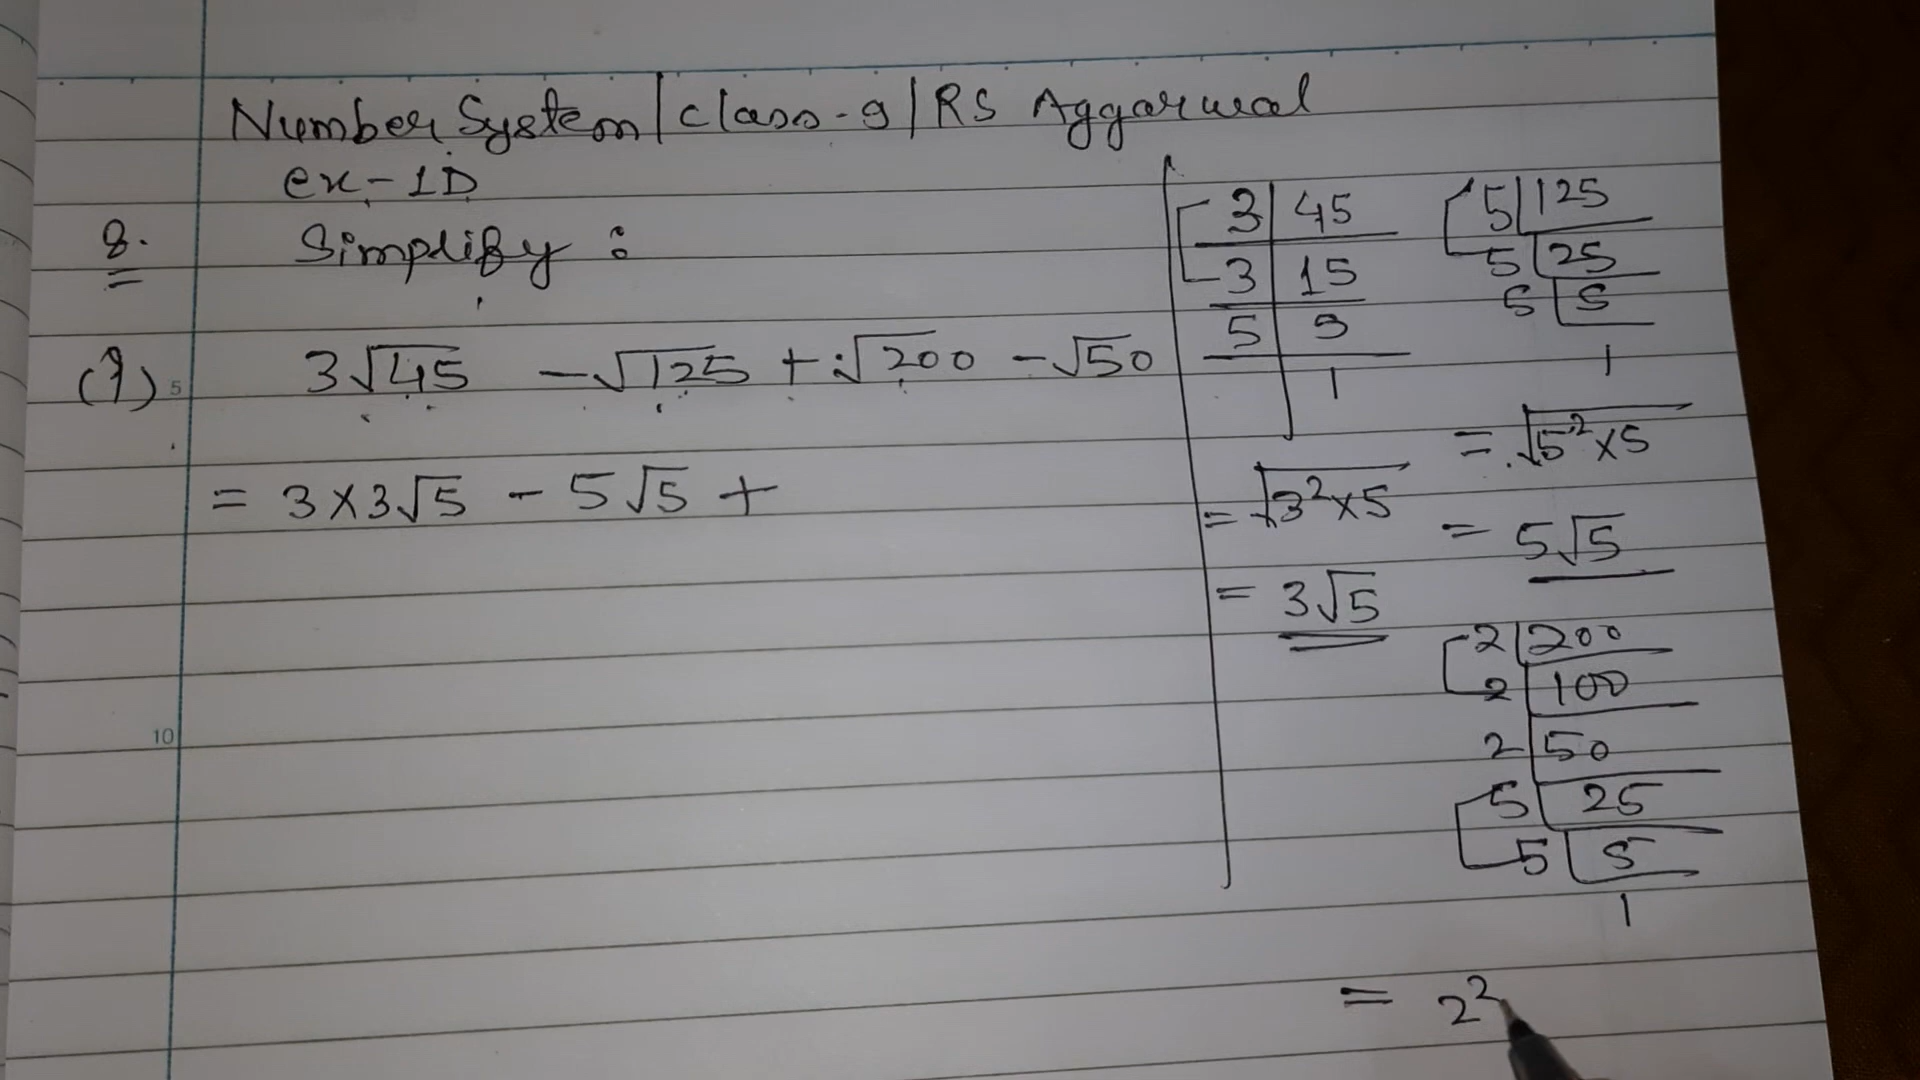 Number System | class-9 | RS Aggarwal
ex-1D
8. Simplify :
(i) 3√45 - √125 + √200 - √50
= 3×3√5 - 5√5 +
3 | 45
3 | 15
5 | 5
1
= √3²×5
= 3√5
5 | 125
5 | 25
5 | 5
1
= √5²×5
= 5√5
2 | 200
2 | 100
2 | 50
5 | 25
5 | 5
1
= 2²
5
10